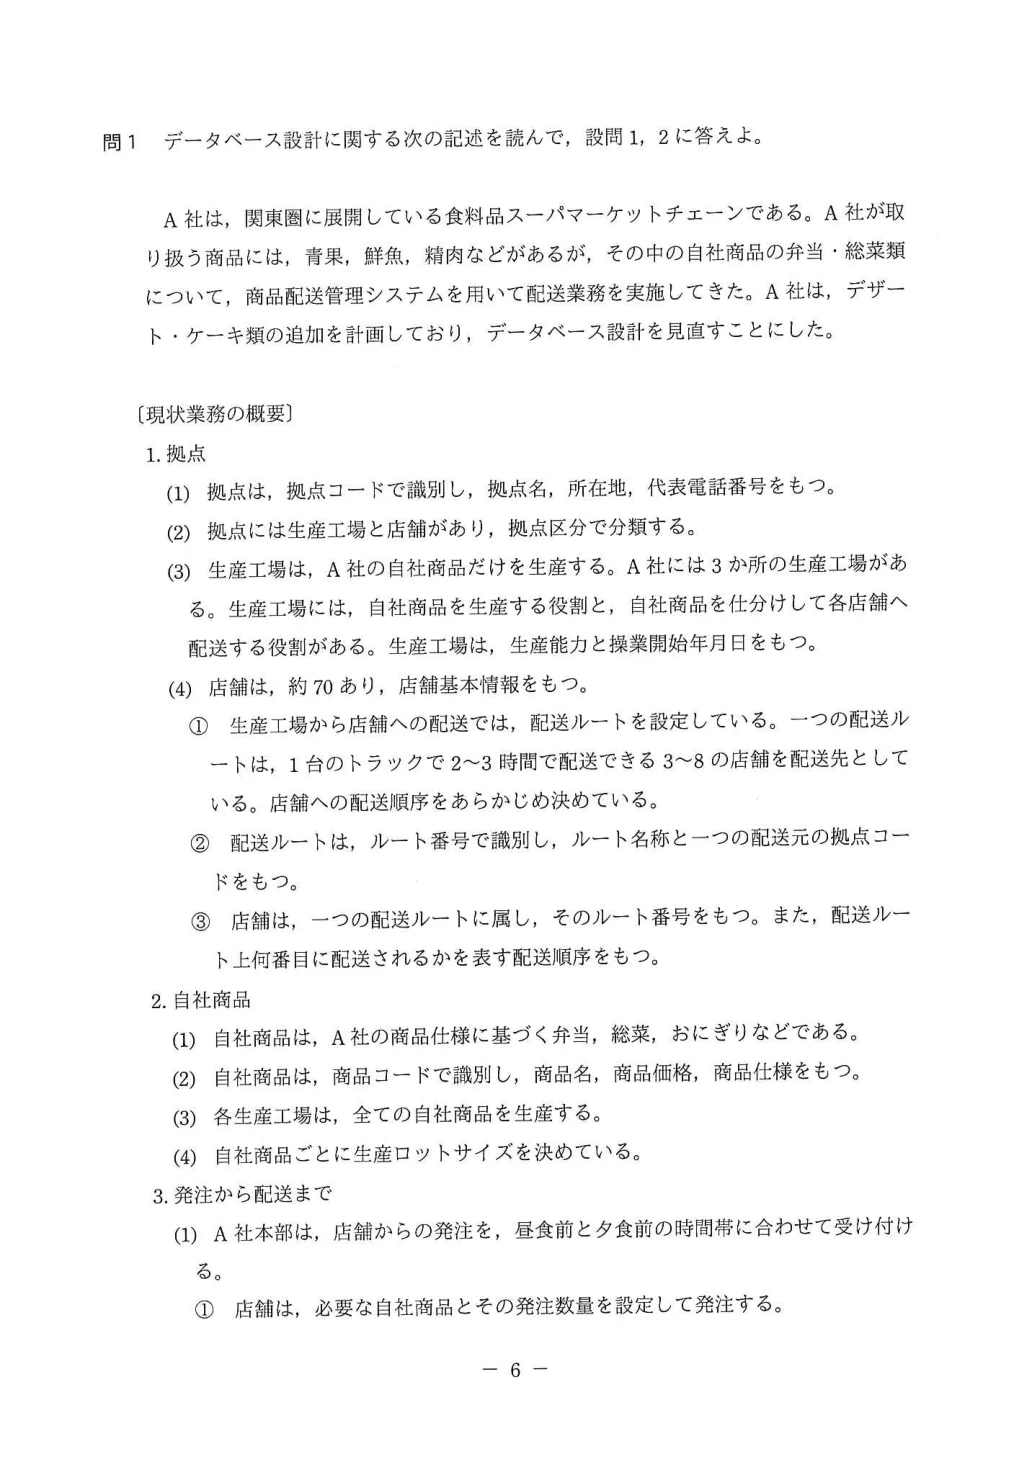 問1 データベース設計に関する次の記述を読んで，設問1，2に答えよ。
A社は，関東圏に展開している食料品スーパマーケットチェーンである。A社が取
り扱う商品には，青果，鮮魚，精肉などがあるが，その中の自社商品の弁当・総菜類
について，商品配送管理システムを用いて配送業務を実施してきた。A社は，デザー
ト・ケーキ類の追加を計画しており，データベース設計を見直すことにした。
〔現状業務の概要〕
1. 拠点
(1) 拠点は，拠点コードで識別し，拠点名，所在地，代表電話番号をもつ。
(2) 拠点には生産工場と店舗があり，拠点区分で分類する。
(3) 生産工場は，A社の自社商品だけを生産する。A社には3か所の生産工場があ
る。生産工場には，自社商品を生産する役割と，自社商品を仕分けして各店舗へ
配送する役割がある。生産工場は，生産能力と操業開始年月日をもつ。
(4) 店舗は，約70あり，店舗基本情報をもつ。
① 生産工場から店舗への配送では，配送ルートを設定している。一つの配送ル
ートは，1台のトラックで2〜3時間で配送できる3〜8の店舗を配送先として
いる。店舗への配送順序をあらかじめ決めている。
② 配送ルートは，ルート番号で識別し，ルート名称と一つの配送元の拠点コー
ドをもつ。
③ 店舗は，一つの配送ルートに属し，そのルート番号をもつ。また，配送ルー
ト上何番目に配送されるかを表す配送順序をもつ。
2. 自社商品
(1) 自社商品は，A社の商品仕様に基づく弁当，総菜，おにぎりなどである。
(2) 自社商品は，商品コードで識別し，商品名，商品価格，商品仕様をもつ。
(3) 各生産工場は，全ての自社商品を生産する。
(4) 自社商品ごとに生産ロットサイズを決めている。
3. 発注から配送まで
(1) A社本部は，店舗からの発注を，昼食前と夕食前の時間帯に合わせて受け付け
る。
① 店舗は，必要な自社商品とその発注数量を設定して発注する。
－ 6 －